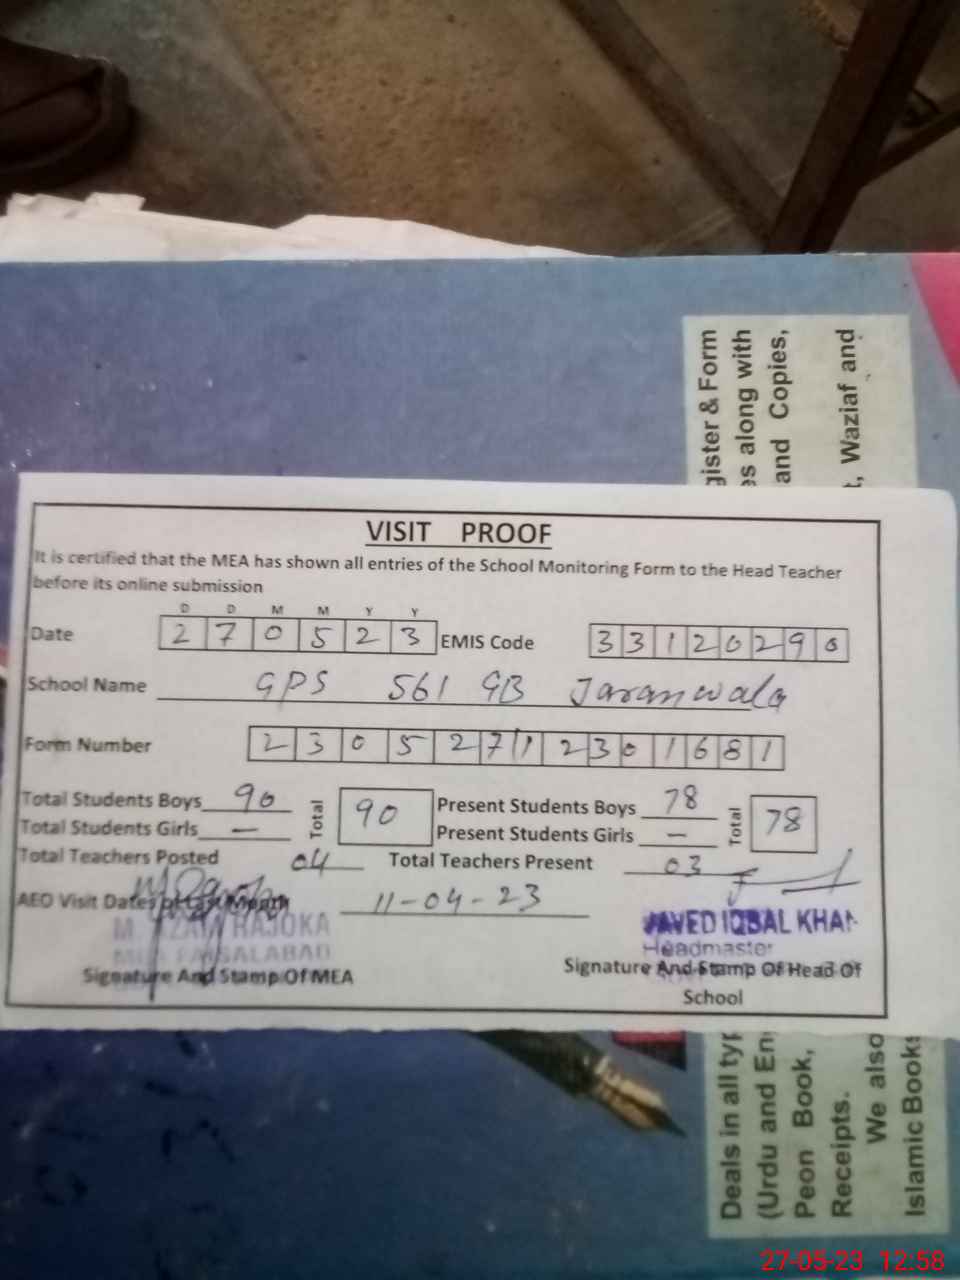 gister & Form
es along with
and Copies,
t, Waziaf and
VISIT PROOF
It is certified that the MEA has shown all entries of the School Monitoring Form to the Head Teacher
before its online submission
D D M M Y Y
Date 2 7 0 5 2 3 EMIS Code 3 3 1 2 0 2 9 0
School Name GPS 561 GB Jaranwala
Form Number 2 3 0 5 2 7 1 2 3 0 1 6 8 1
Total Students Boys 90 Total 90 Present Students Boys 78 Total 78
Total Students Girls — Present Students Girls —
Total Teachers Posted 04 Total Teachers Present 03
AEO Visit Dates of Last Month 11-04-23
M. AZAM RAJOKA
MEA FAISALABAD
Signature And Stamp Of MEA
JAVED IQBAL KHAN
Headmaster
Signature And Stamp Of Head Of
School
Deals in all typ
(Urdu and En
Peon Book,
Receipts.
We also
Islamic Books
27-05-23 12:58